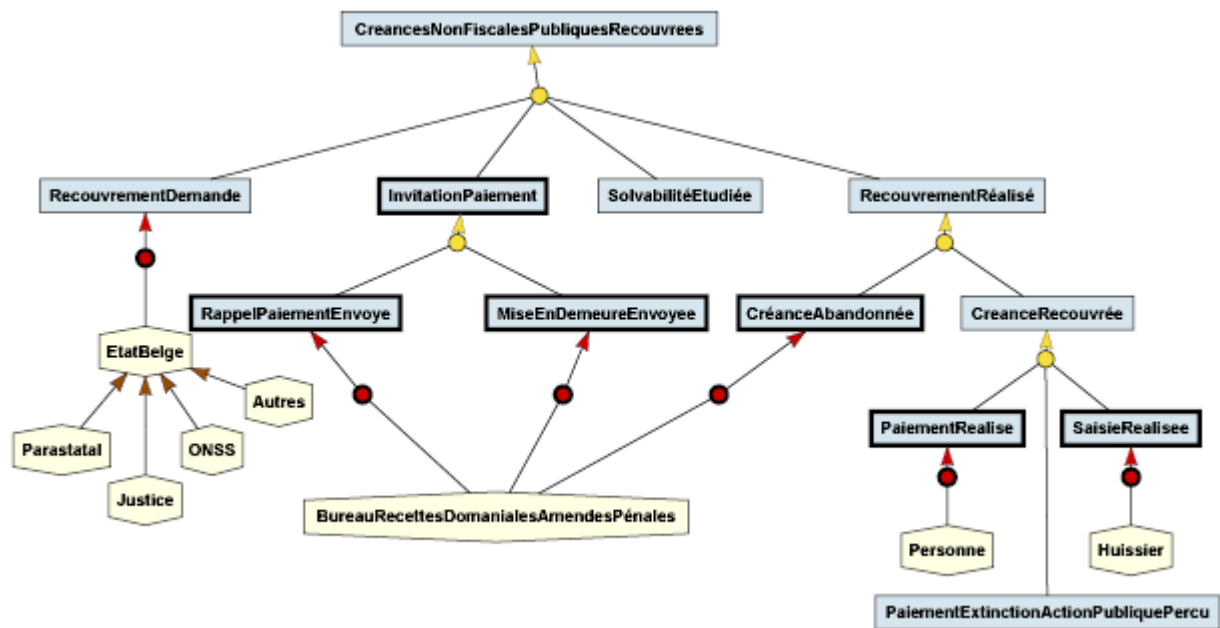 CreancesNonFiscalesPubliquesRecouvrees
RecouvrementDemande
InvitationPaiement
SolvabilitéEtudiée
RecouvrementRéalisé
RappelPaiementEnvoye
MiseEnDemeureEnvoyee
CréanceAbandonnée
CreanceRecouvrée
EtatBelge
Autres
Parastatal
ONSS
Justice
PaiementRealise
SaisieRealisee
BureauRecettesDomanialesAmendesPénales
Personne
Huissier
PaiementExtinctionActionPubliquePercu